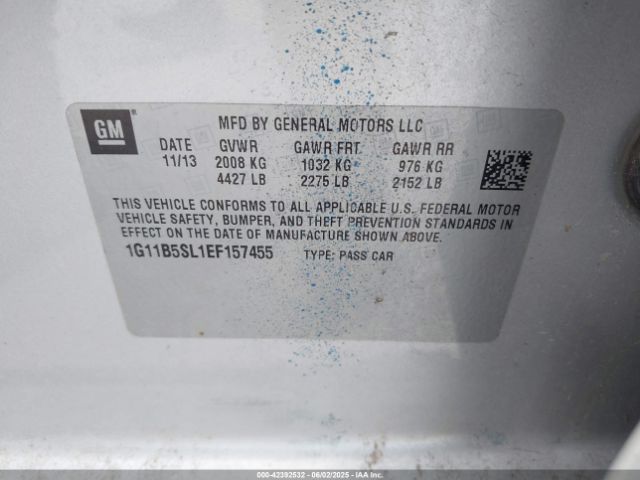 GM
MFD BY GENERAL MOTORS LLC
DATE GVWR GAWR FRT GAWR RR
11/13 2008 KG 1032 KG 976 KG
4427 LB 2275 LB 2152 LB
THIS VEHICLE CONFORMS TO ALL APPLICABLE U.S. FEDERAL MOTOR
VEHICLE SAFETY, BUMPER, AND THEFT PREVENTION STANDARDS IN
EFFECT ON THE DATE OF MANUFACTURE SHOWN ABOVE.
1G11B5SL1EF157455 TYPE: PASS CAR
000-42392532 - 06/02/2025 - IAAI.COM